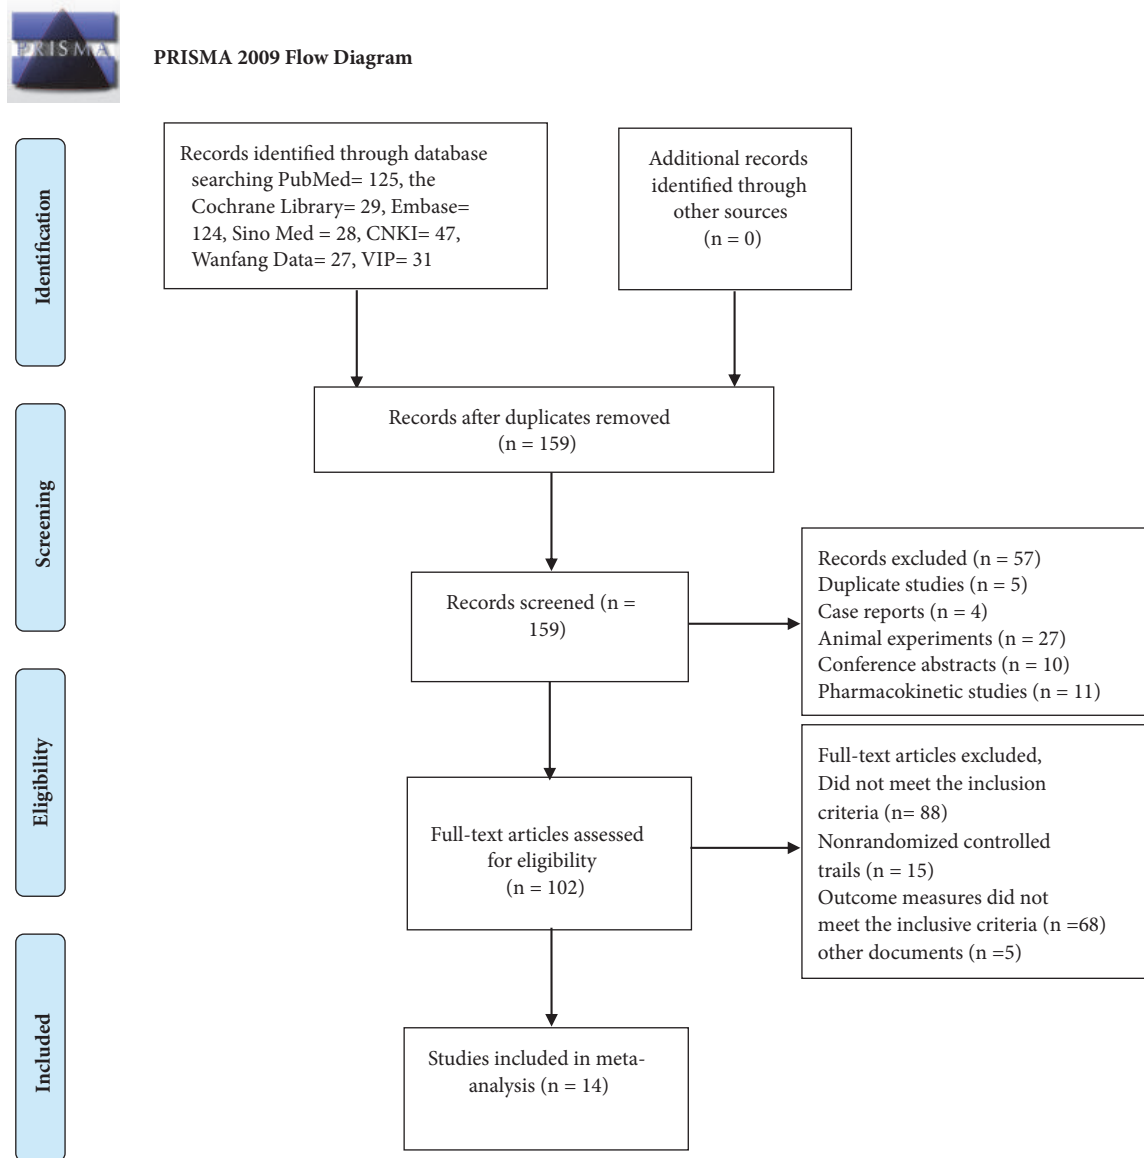 PRISMA
PRISMA 2009 Flow Diagram
Identification
Records identified through database
searching PubMed= 125, the
Cochrane Library= 29, Embase=
124, Sino Med = 28, CNKI= 47,
Wanfang Data= 27, VIP= 31
Additional records
identified through
other sources
(n = 0)
Records after duplicates removed
(n = 159)
Screening
Records screened (n =
159)
Records excluded (n = 57)
Duplicate studies (n = 5)
Case reports (n = 4)
Animal experiments (n = 27)
Conference abstracts (n = 10)
Pharmacokinetic studies (n = 11)
Eligibility
Full-text articles assessed
for eligibility
(n = 102)
Full-text articles excluded,
Did not meet the inclusion
criteria (n= 88)
Nonrandomized controlled
trails (n = 15)
Outcome measures did not
meet the inclusive criteria (n =68)
other documents (n =5)
Included
Studies included in meta-
analysis (n = 14)